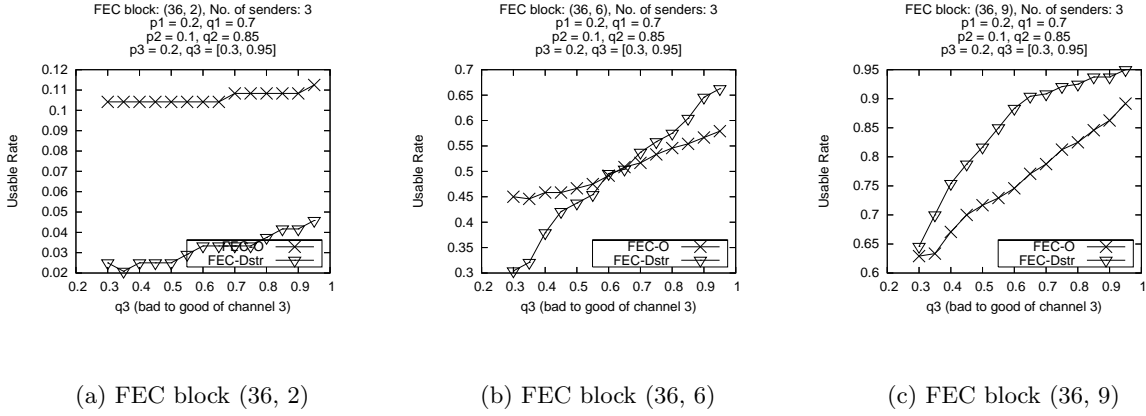 FEC block: (36, 2), No. of senders: 3
p1 = 0.2, q1 = 0.7
p2 = 0.1, q2 = 0.85
p3 = 0.2, q3 = [0.3, 0.95]
0.12
0.11
0.1
0.09
0.08
0.07
0.06
0.05
0.04
0.03
0.02
Usable Rate
FEC-O
FEC-Dstr
0.2 0.3 0.4 0.5 0.6 0.7 0.8 0.9 1
q3 (bad to good of channel 3)
(a) FEC block (36, 2)
FEC block: (36, 6), No. of senders: 3
p1 = 0.2, q1 = 0.7
p2 = 0.1, q2 = 0.85
p3 = 0.2, q3 = [0.3, 0.95]
0.7
0.65
0.6
0.55
0.5
0.45
0.4
0.35
0.3
Usable Rate
FEC-O
FEC-Dstr
0.2 0.3 0.4 0.5 0.6 0.7 0.8 0.9 1
q3 (bad to good of channel 3)
(b) FEC block (36, 6)
FEC block: (36, 9), No. of senders: 3
p1 = 0.2, q1 = 0.7
p2 = 0.1, q2 = 0.85
p3 = 0.2, q3 = [0.3, 0.95]
0.95
0.9
0.85
0.8
0.75
0.7
0.65
0.6
Usable Rate
FEC-O
FEC-Dstr
0.2 0.3 0.4 0.5 0.6 0.7 0.8 0.9 1
q3 (bad to good of channel 3)
(c) FEC block (36, 9)